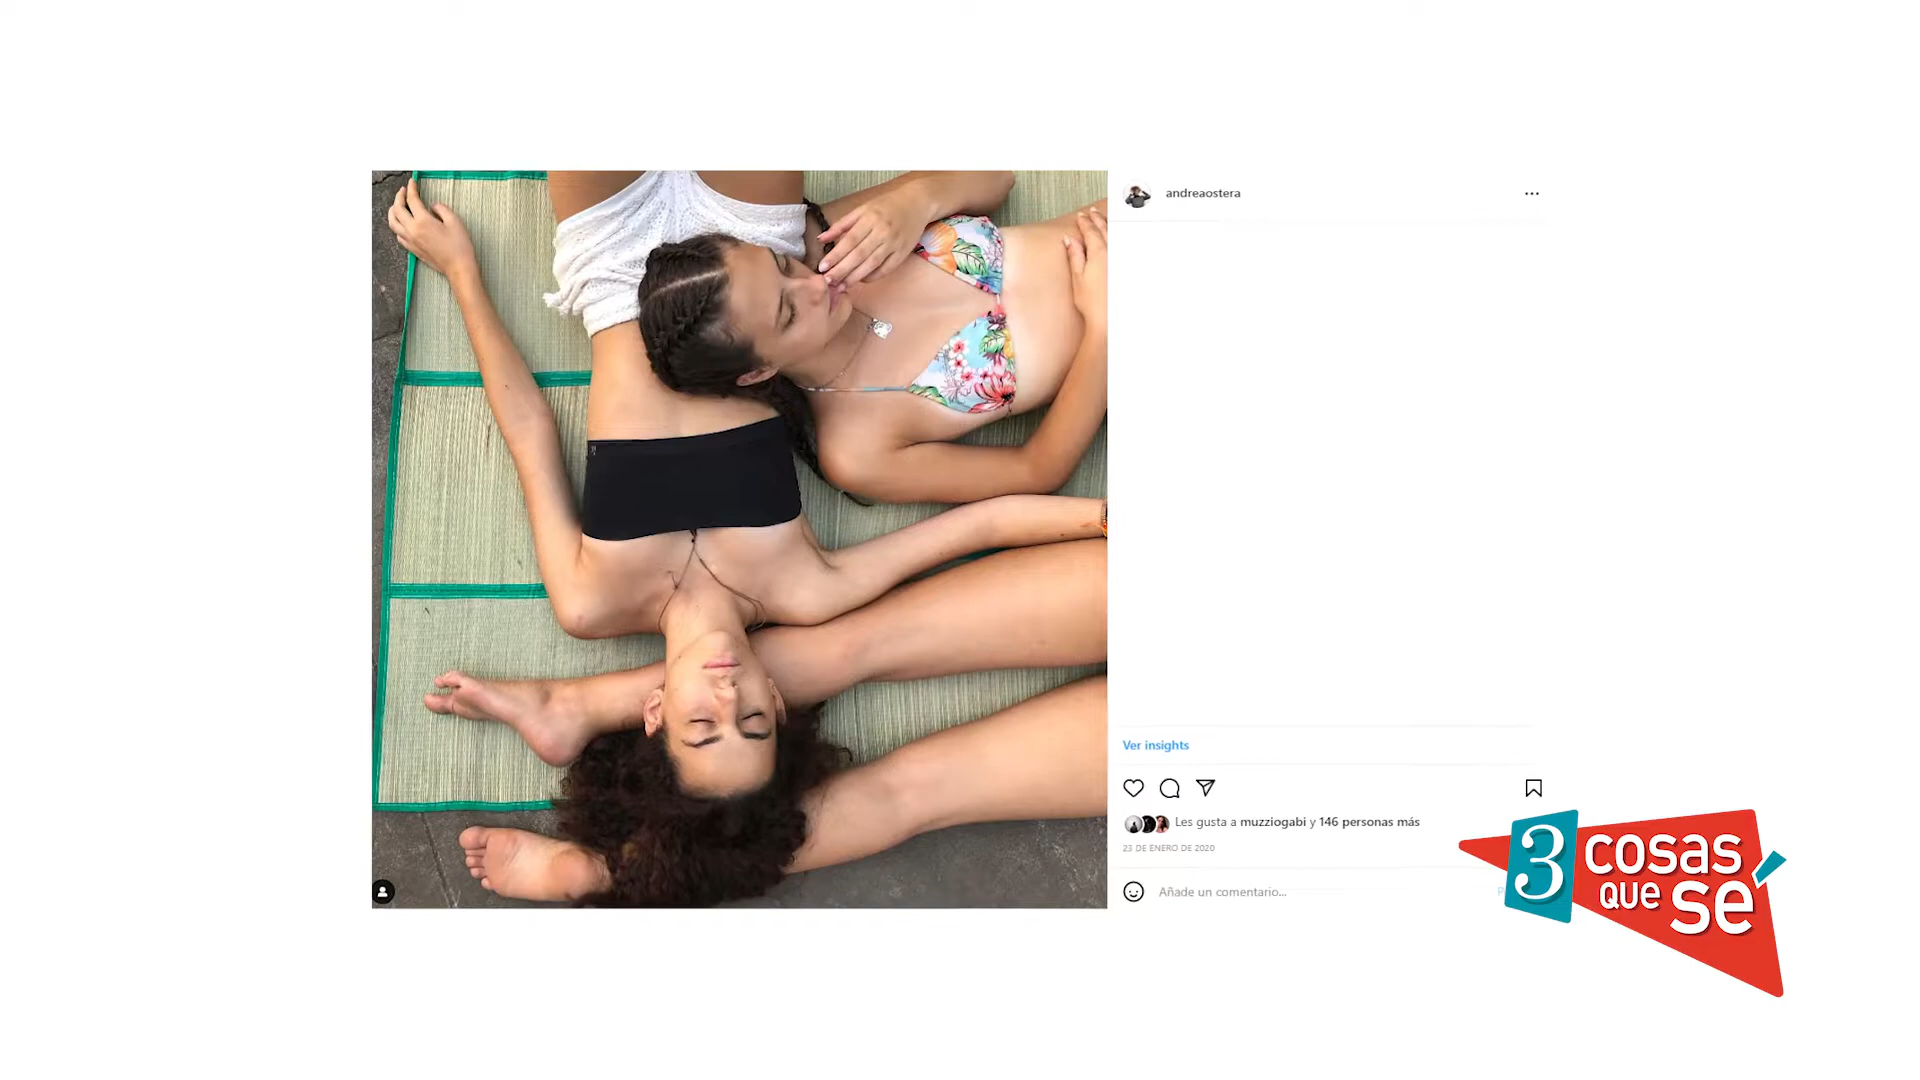 andreaostera
Ver insights
Les gusta a muzziogabi y 146 personas más
23 DE ENERO DE 2020
Añade un comentario...
3 cosas
que sé